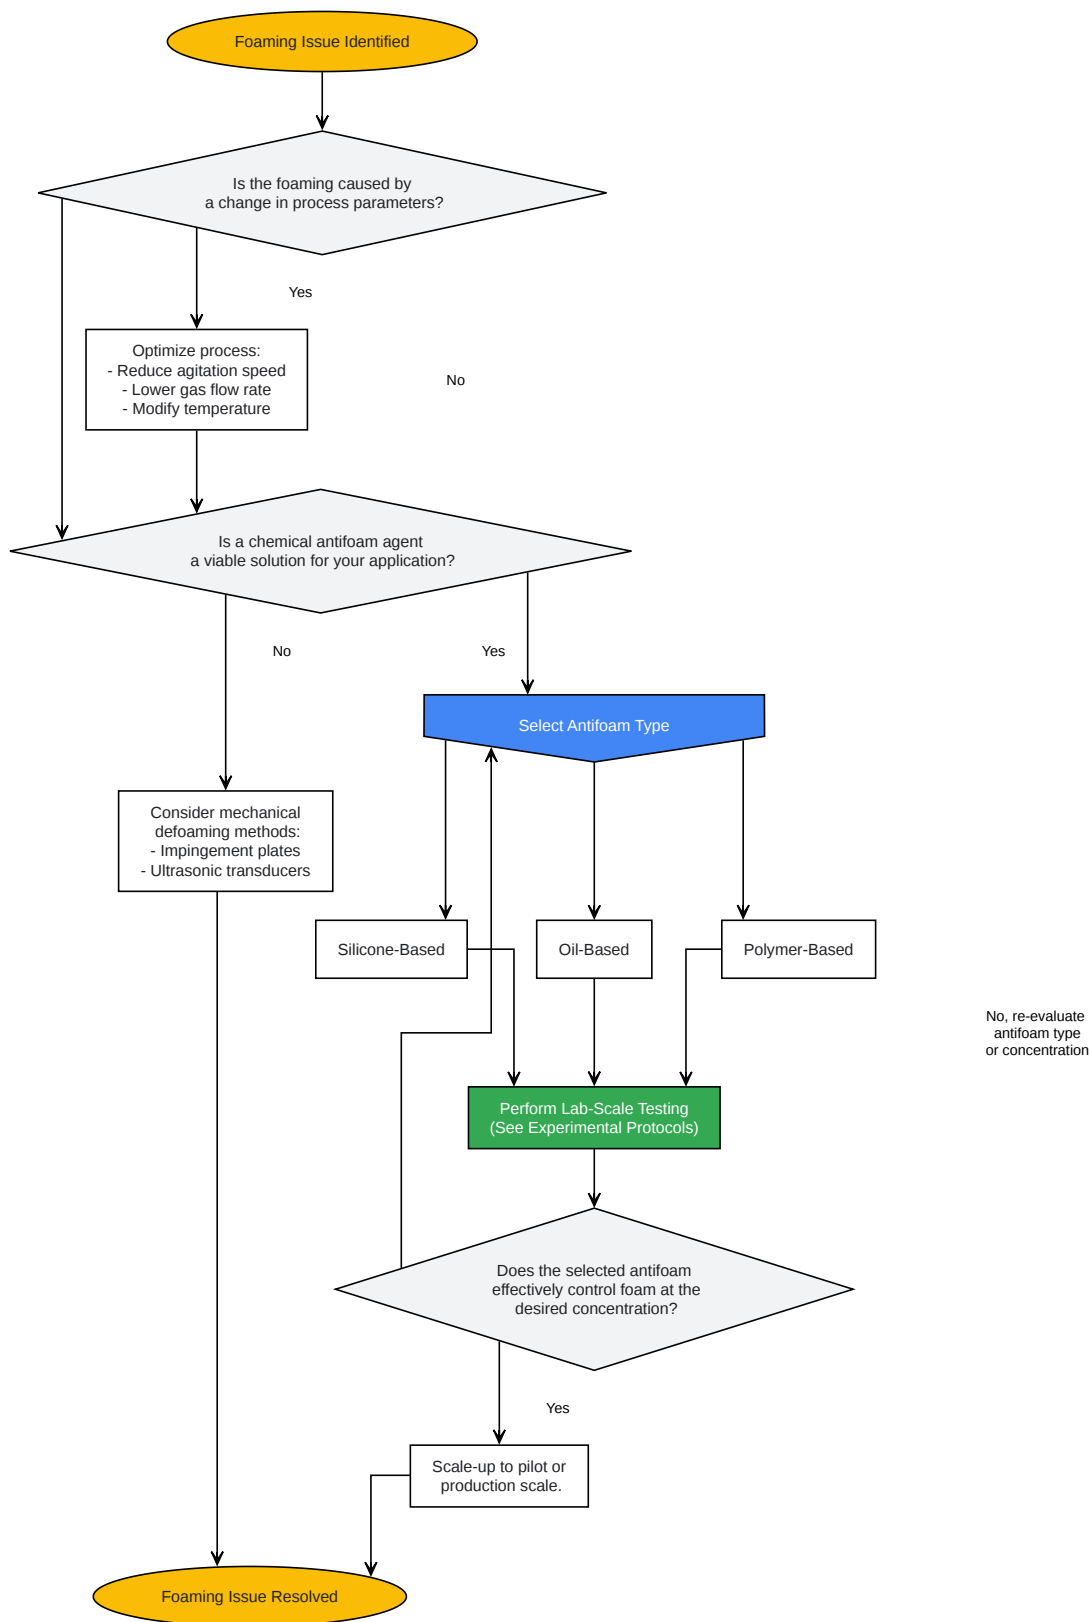 Foaming Issue Identified
Is the foaming caused by
a change in process parameters?
Yes
Optimize process:
- Reduce agitation speed
- Lower gas flow rate
- Modify temperature
No
Is a chemical antifoam agent
a viable solution for your application?
No
Yes
Select Antifoam Type
Consider mechanical
defoaming methods:
- Impingement plates
- Ultrasonic transducers
Silicone-Based
Oil-Based
Polymer-Based
No, re-evaluate
antifoam type
or concentration
Perform Lab-Scale Testing
(See Experimental Protocols)
Does the selected antifoam
effectively control foam at the
desired concentration?
Yes
Scale-up to pilot or
production scale.
Foaming Issue Resolved